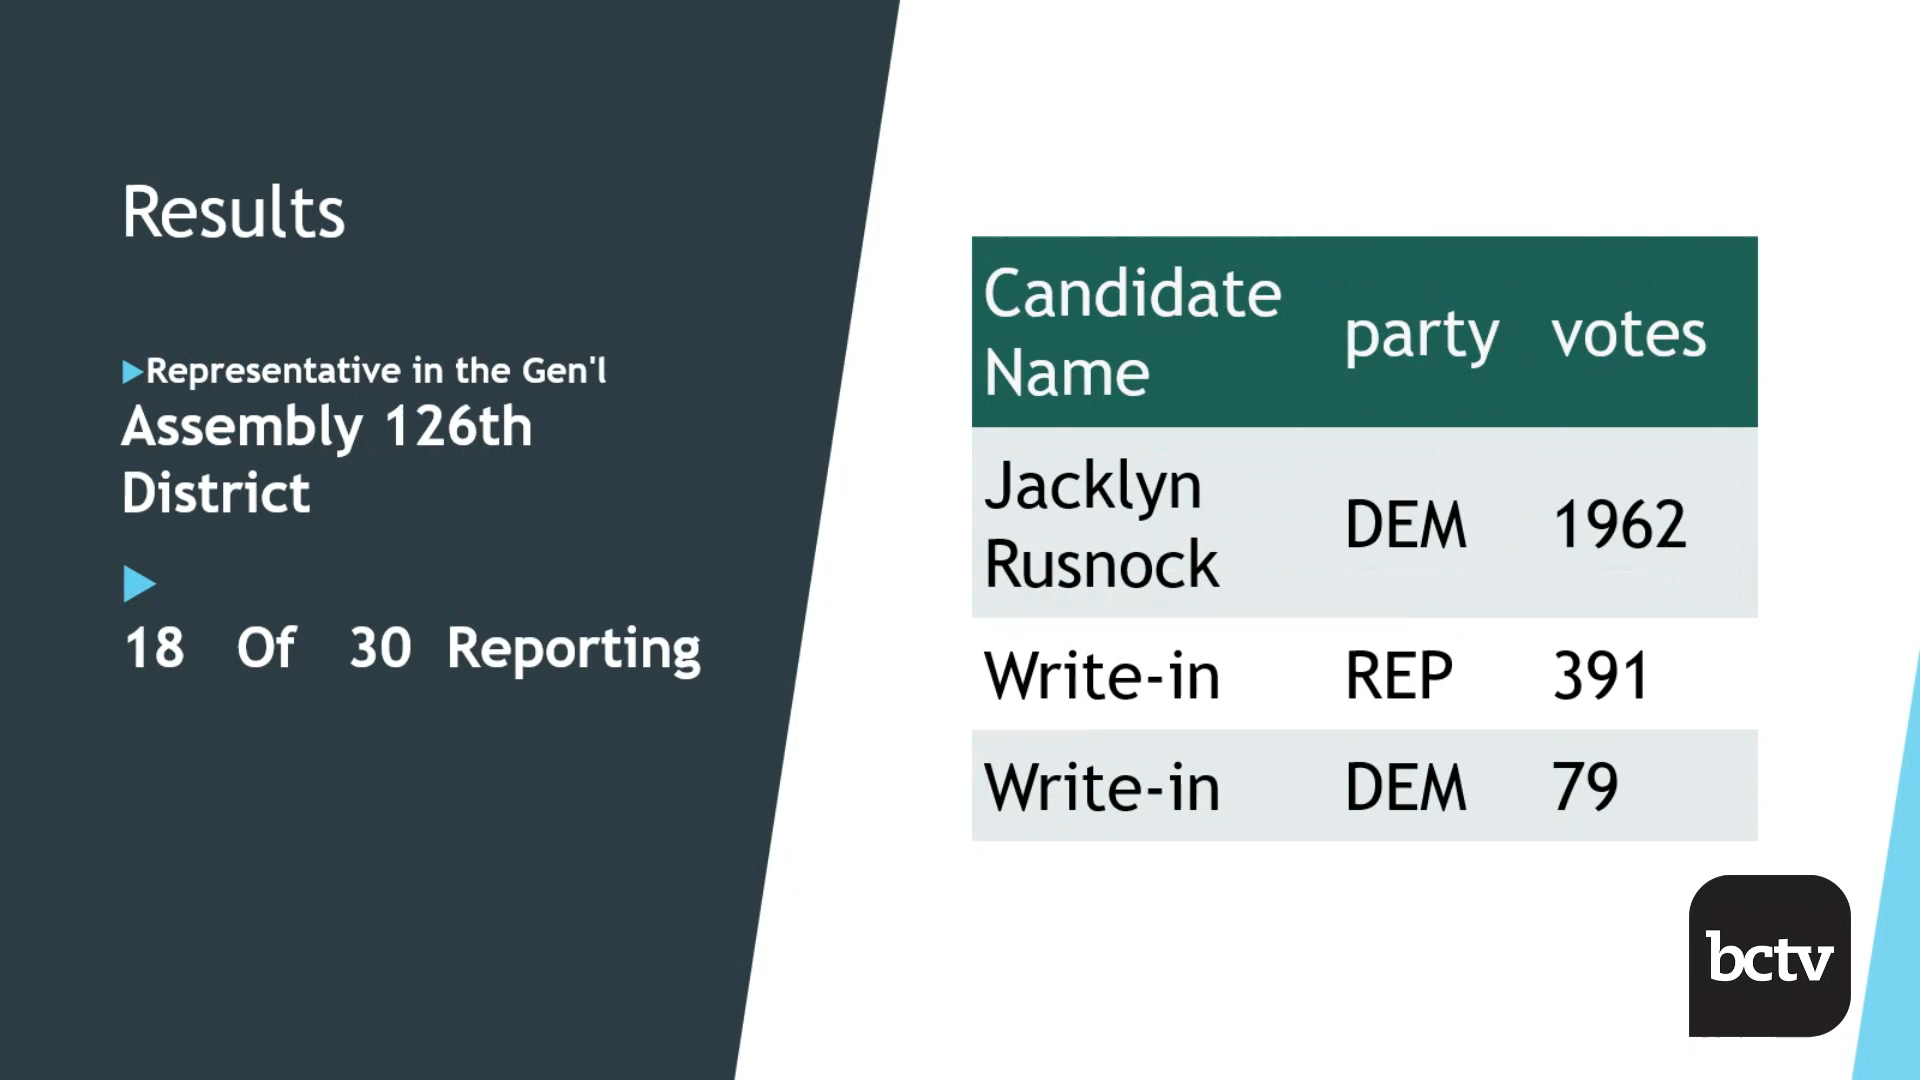 Results
Representative in the Gen'l
Assembly 126th
District
18 Of 30 Reporting
Candidate
Name
party
votes
Jacklyn
Rusnock
DEM
1962
Write-in
REP
391
Write-in
DEM
79
bctv